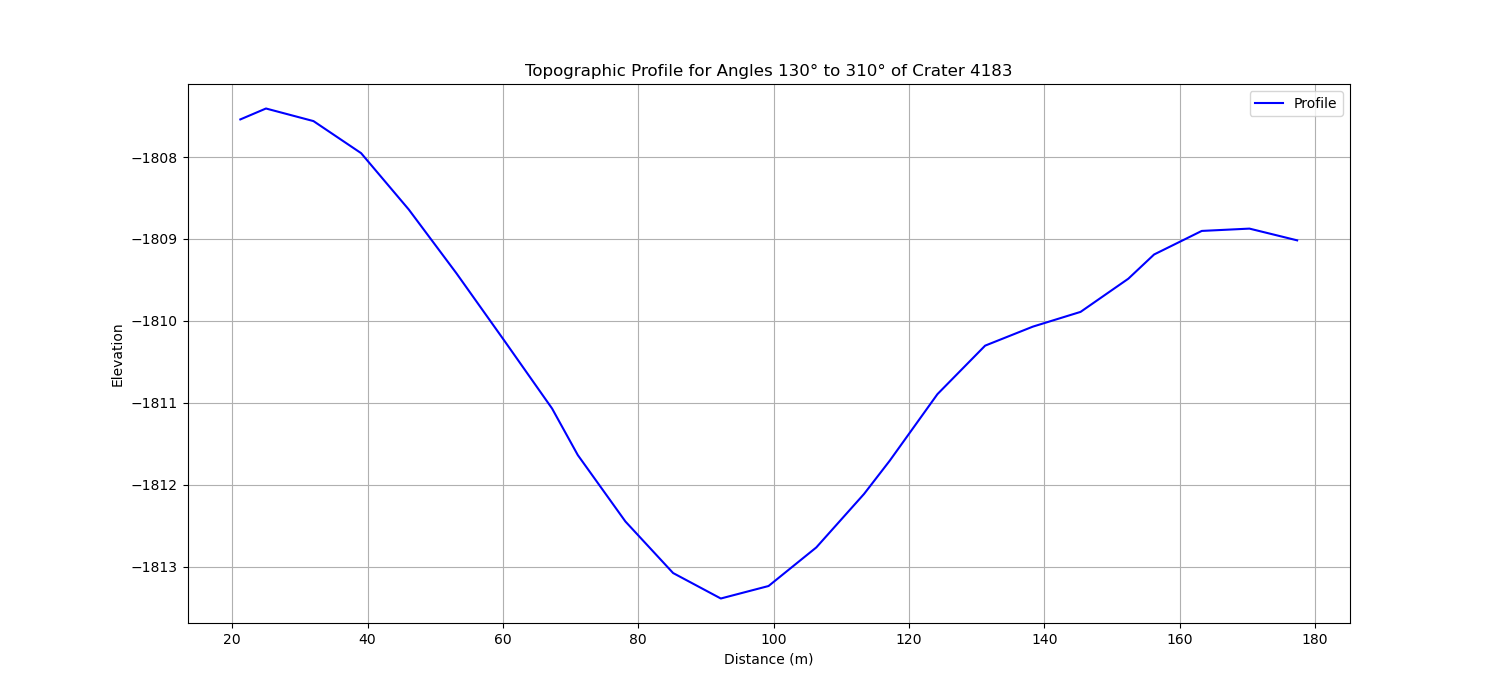 Topographic Profile for Angles 130° to 310° of Crater 4183
Profile
−1808
−1809
−1810
−1811
−1812
−1813
Elevation
20 40 60 80 100 120 140 160 180
Distance (m)